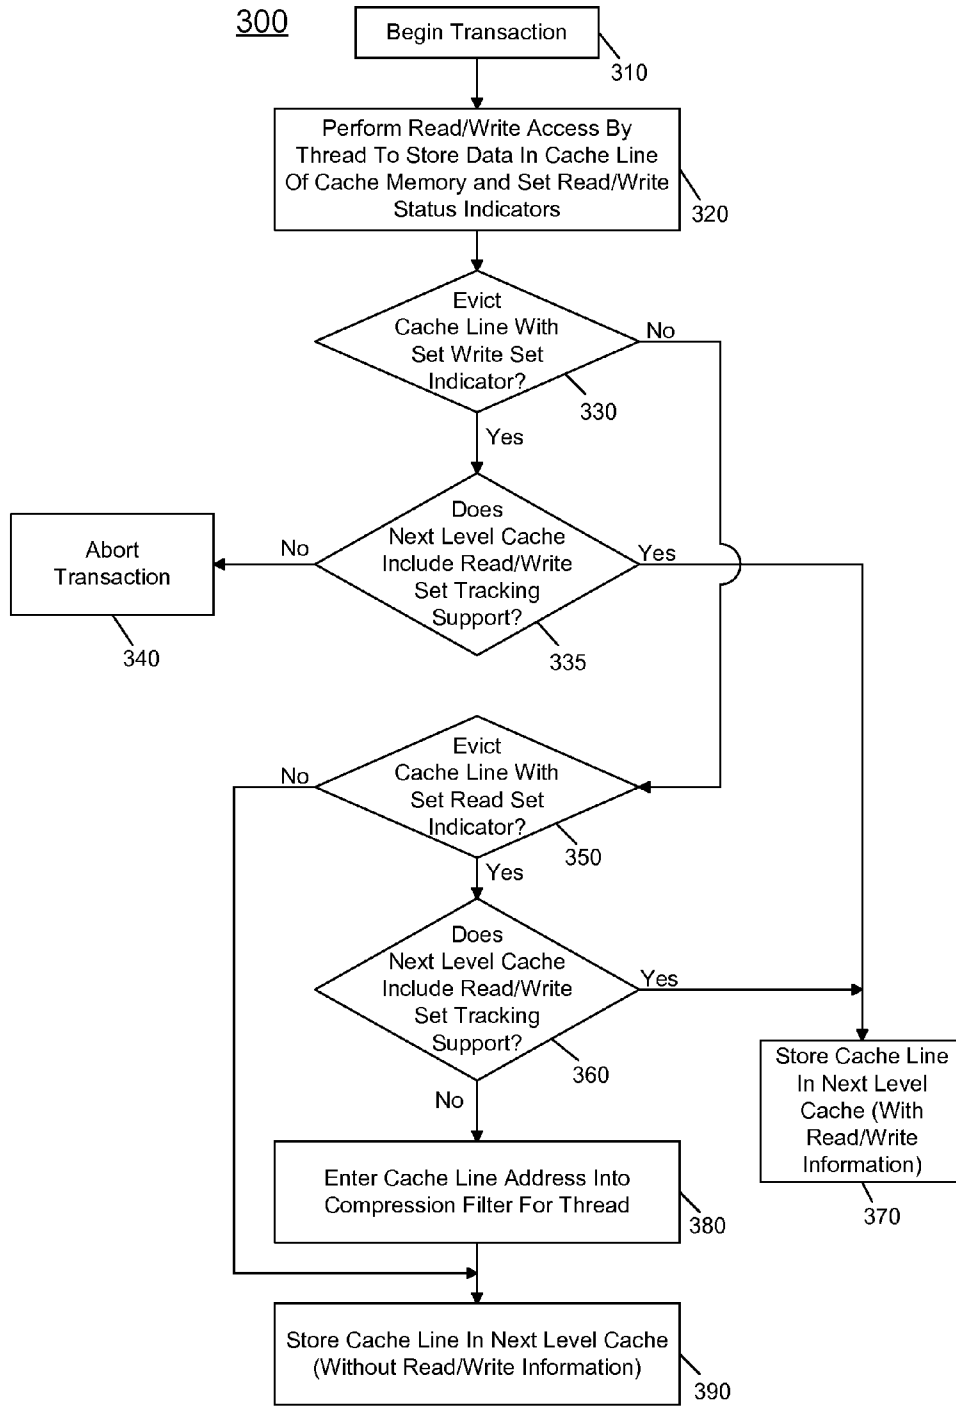 300
Begin Transaction
310
Perform Read/Write Access By
Thread To Store Data In Cache Line
Of Cache Memory and Set Read/Write
Status Indicators
320
Evict
Cache Line With
Set Write Set
Indicator?
No
330
Yes
Does
Next Level Cache
Include Read/Write
Set Tracking
Support?
No
Yes
335
Abort
Transaction
340
Evict
Cache Line With
Set Read Set
Indicator?
No
350
Yes
Does
Next Level Cache
Include Read/Write
Set Tracking
Support?
Yes
360
No
Store Cache Line
In Next Level
Cache (With
Read/Write
Information)
370
Enter Cache Line Address Into
Compression Filter For Thread
380
Store Cache Line In Next Level Cache
(Without Read/Write Information)
390